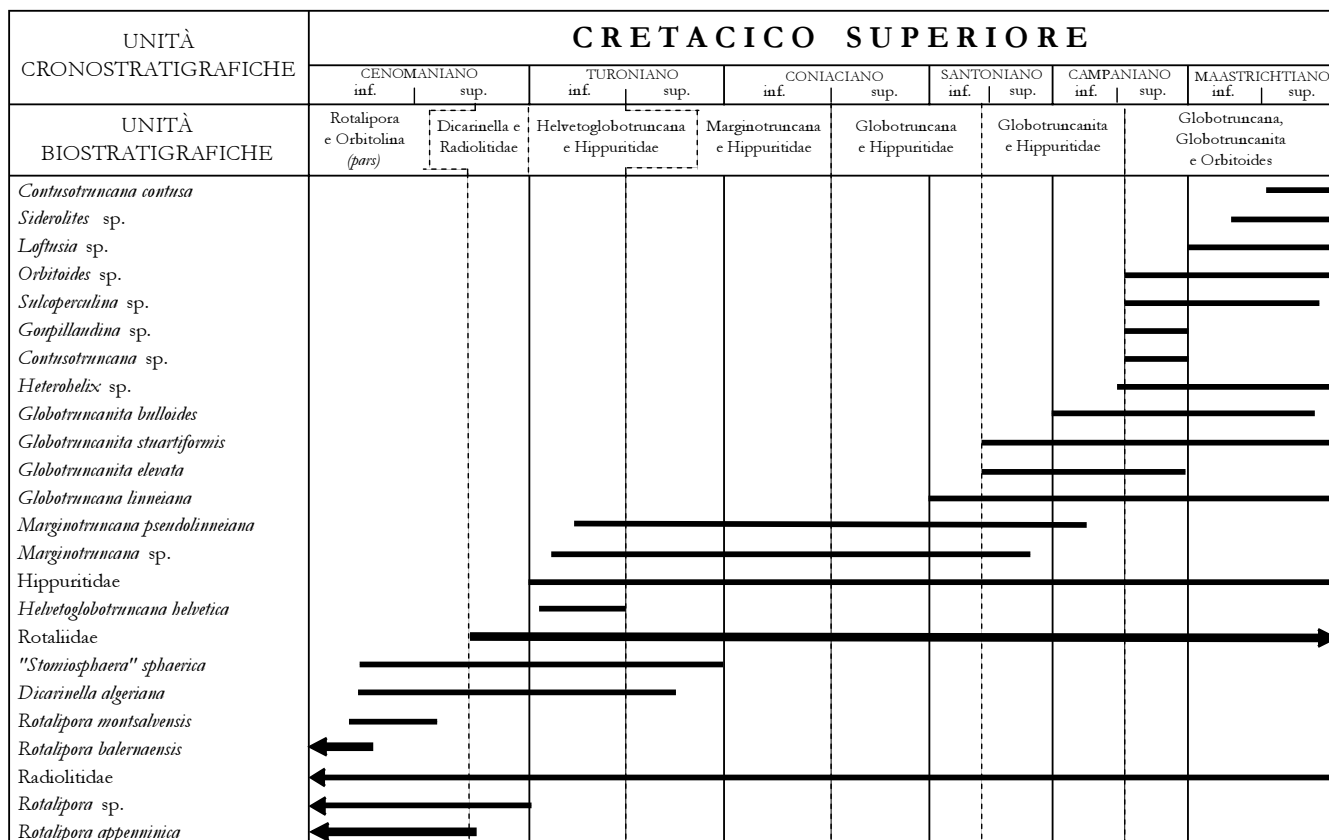 UNITÀ
CRONOSTRATIGRAFICHE
CRETACICO SUPERIORE
CENOMANIANO
inf. sup.
TURONIANO
inf. sup.
CONIACIANO
inf. sup.
SANTONIANO
inf. sup.
CAMPANIANO
inf. sup.
MAASTRICHTIANO
inf. sup.
UNITÀ
BIOSTRATIGRAFICHE
Rotalipora
e Orbitolina
(pars)
Dicarinella e
Radiolitidae
Helvetoglobotruncana
e Hippuritidae
Marginotruncana
e Hippuritidae
Globotruncana
e Hippuritidae
Globotruncanita
e Hippuritidae
Globotruncana,
Globotruncanita
e Orbitoides
Contusotruncana contusa
Siderolites sp.
Loftusia sp.
Orbitoides sp.
Sulcoperculina sp.
Goupillaudina sp.
Contusotruncana sp.
Heterohelix sp.
Globotruncanita bulloides
Globotruncanita stuartiformis
Globotruncanita elevata
Globotruncana linneiana
Marginotruncana pseudolinneiana
Marginotruncana sp.
Hippuritidae
Helvetoglobotruncana helvetica
Rotaliidae
"Stomiosphaera" sphaerica
Dicarinella algeriana
Rotalipora montsalvensis
Rotalipora balernaensis
Radiolitidae
Rotalipora sp.
Rotalipora appenninica